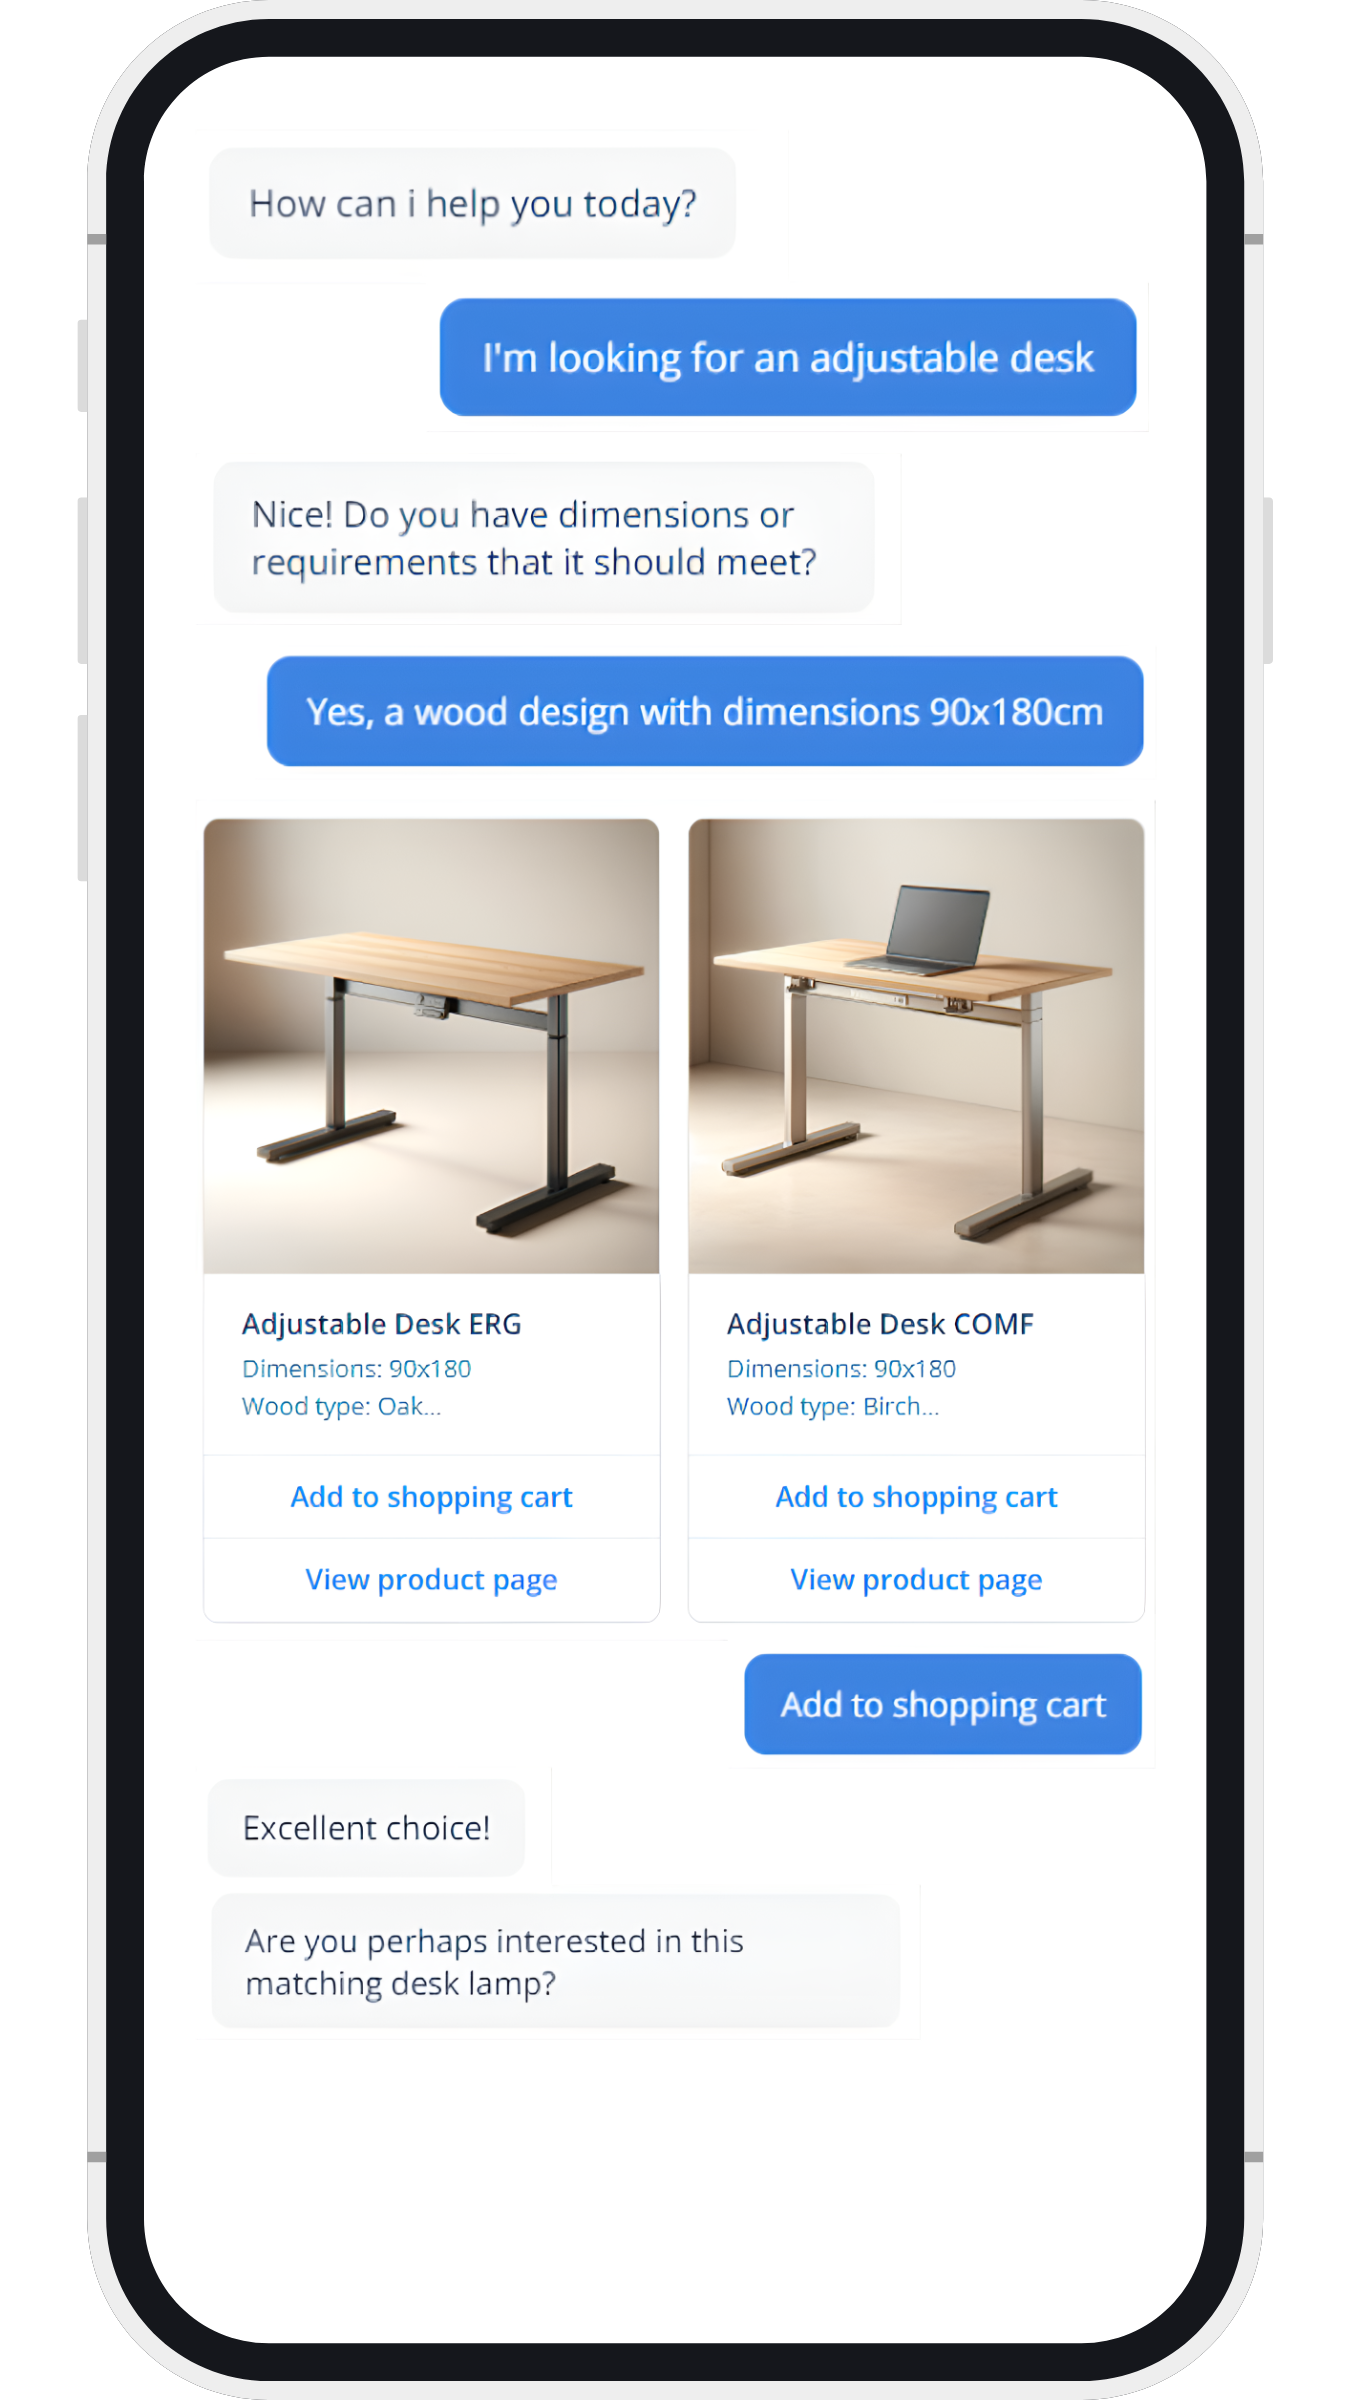 How can i help you today?
I'm looking for an adjustable desk
Nice! Do you have dimensions or
requirements that it should meet?
Yes, a wood design with dimensions 90x180cm
Adjustable Desk ERG
Dimensions: 90x180
Wood type: Oak...
Add to shopping cart
View product page
Adjustable Desk COMF
Dimensions: 90x180
Wood type: Birch...
Add to shopping cart
View product page
Add to shopping cart
Excellent choice!
Are you perhaps interested in this
matching desk lamp?